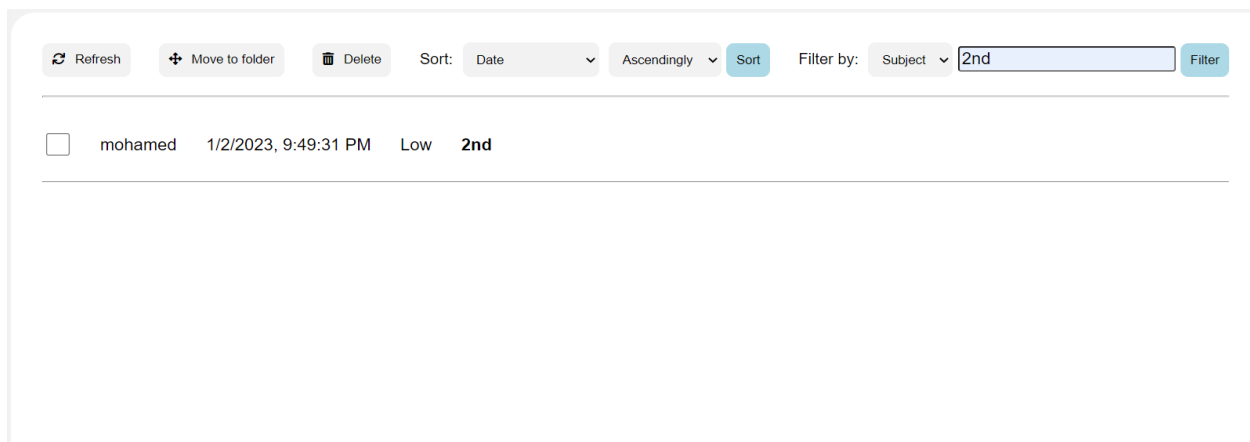 Refresh Move to folder Delete Sort: Date Ascendingly Sort Filter by: Subject 2nd Filter
mohamed 1/2/2023, 9:49:31 PM Low 2nd